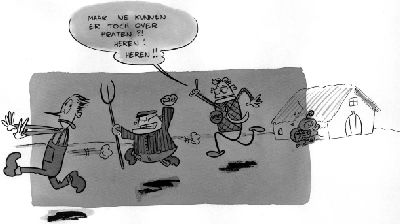 MAAR WE KUNNEN
ER TOCH OVER
PRATEN ?!
HEREN !
HEREN !!